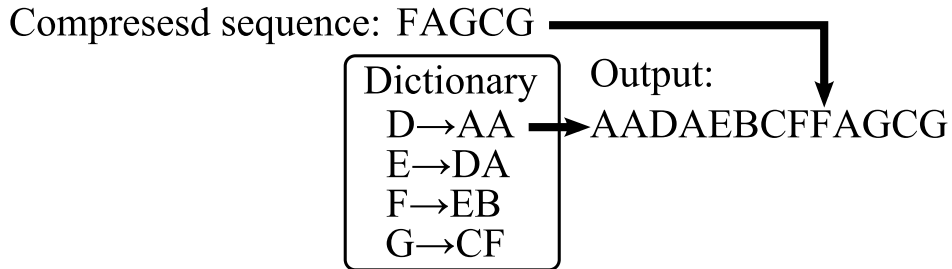 Compresesd sequence: FAGCG
Dictionary
Output:
D→AA
AADAEBCFFAGCG
E→DA
F→EB
G→CF